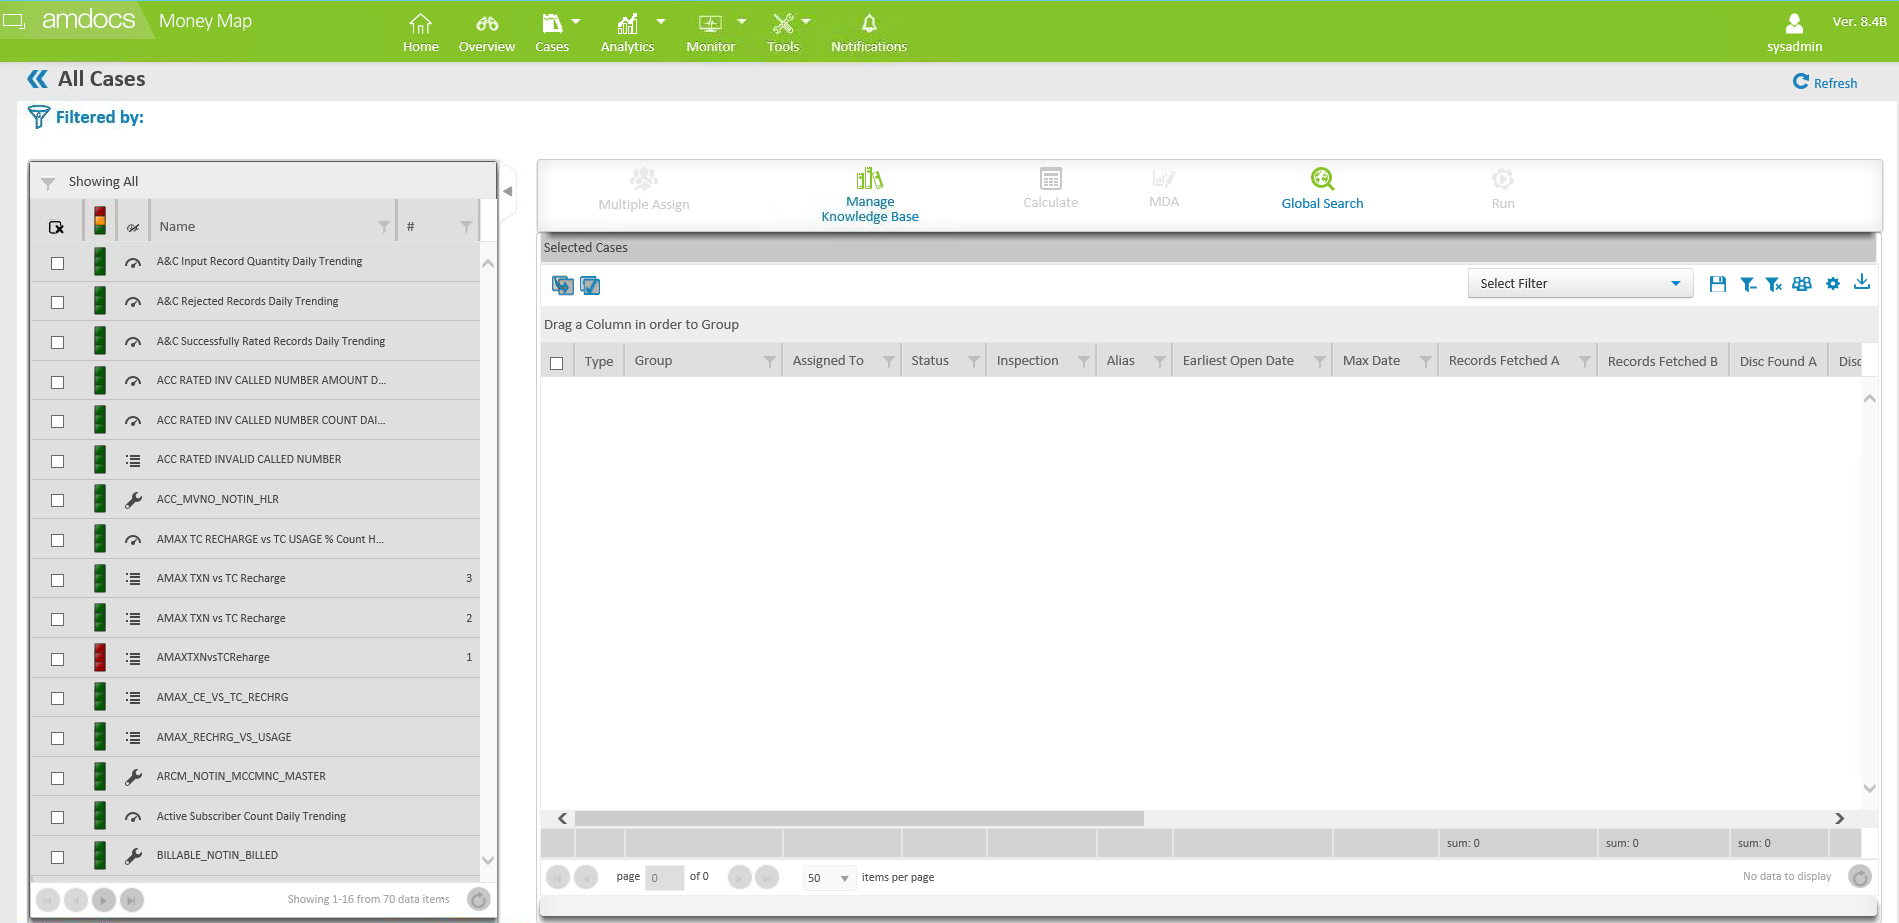 amdocs Money Map
Home Overview Cases Analytics Monitor Tools Notifications
sysadmin
Ver. 8.4B
All Cases
Refresh
Filtered by:
Showing All
Name #
A&C Input Record Quantity Daily Trending
A&C Rejected Records Daily Trending
A&C Successfully Rated Records Daily Trending
ACC RATED INV CALLED NUMBER AMOUNT D...
ACC RATED INV CALLED NUMBER COUNT DAI...
ACC RATED INVALID CALLED NUMBER
ACC_MVNO_NOTIN_HLR
AMAX TC RECHARGE vs TC USAGE % Count H...
AMAX TXN vs TC Recharge 3
AMAX TXN vs TC Recharge 2
AMAXTXNvsTCReharge 1
AMAX_CE_VS_TC_RECHRG
AMAX_RECHRG_VS_USAGE
ARCM_NOTIN_MCCMNC_MASTER
Active Subscriber Count Daily Trending
BILLABLE_NOTIN_BILLED
Showing 1-16 from 70 data items
Multiple Assign
Manage
Knowledge Base
Calculate
MDA
Global Search
Run
Selected Cases
Select Filter
Drag a Column in order to Group
Type Group Assigned To Status Inspection Alias Earliest Open Date Max Date Records Fetched A Records Fetched B Disc Found A Disc
sum: 0 sum: 0 sum: 0
page 0 of 0 50 items per page
No data to display